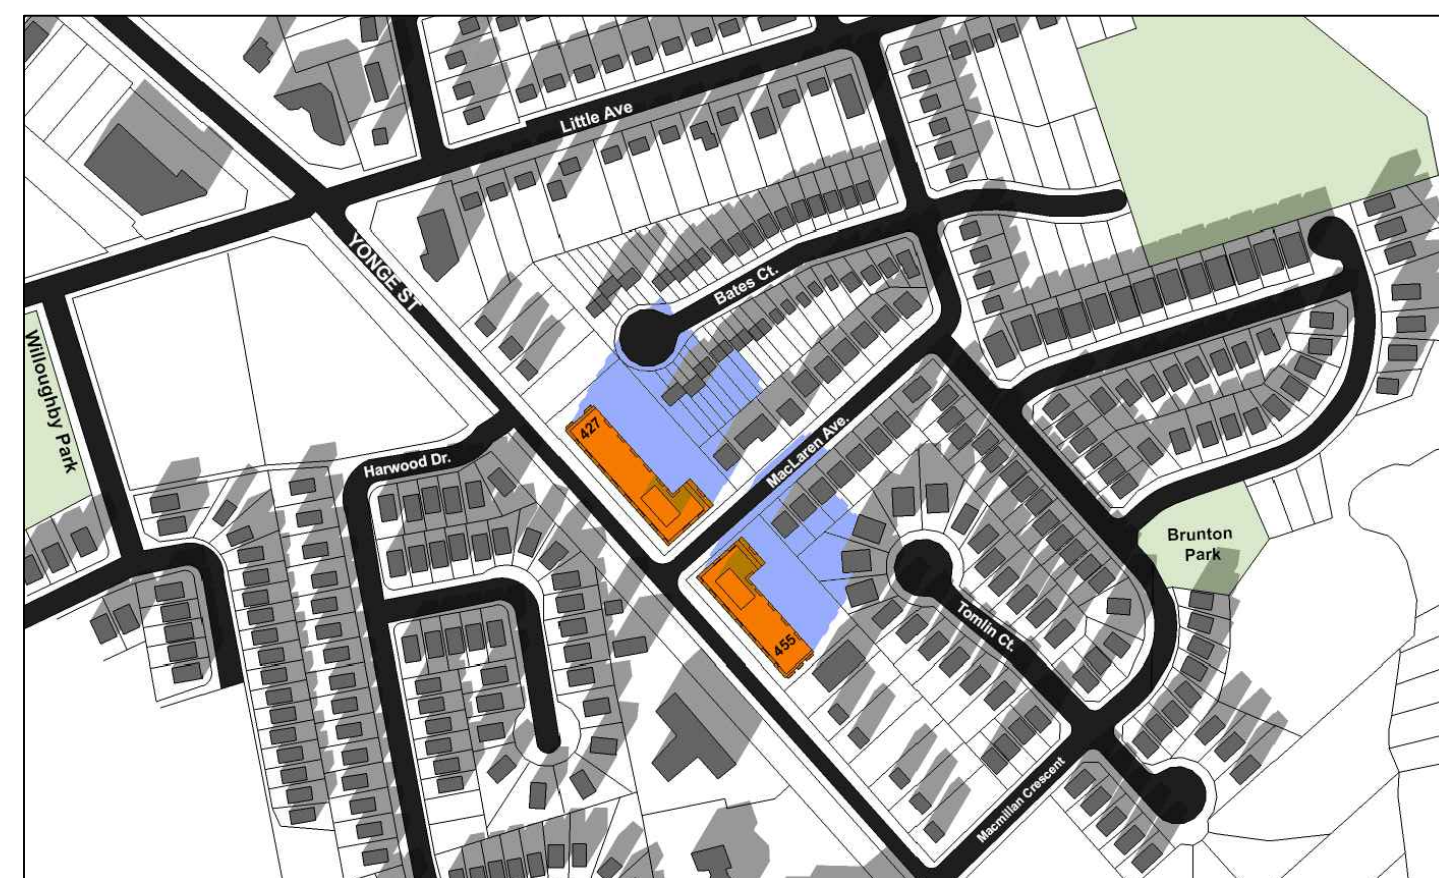 Little Ave
YONGE ST
Bates Ct.
Willoughby Park
427
MacLaren Ave.
Harwood Dr.
Brunton
Park
Tomlin Ct.
455
Macmillan Crescent